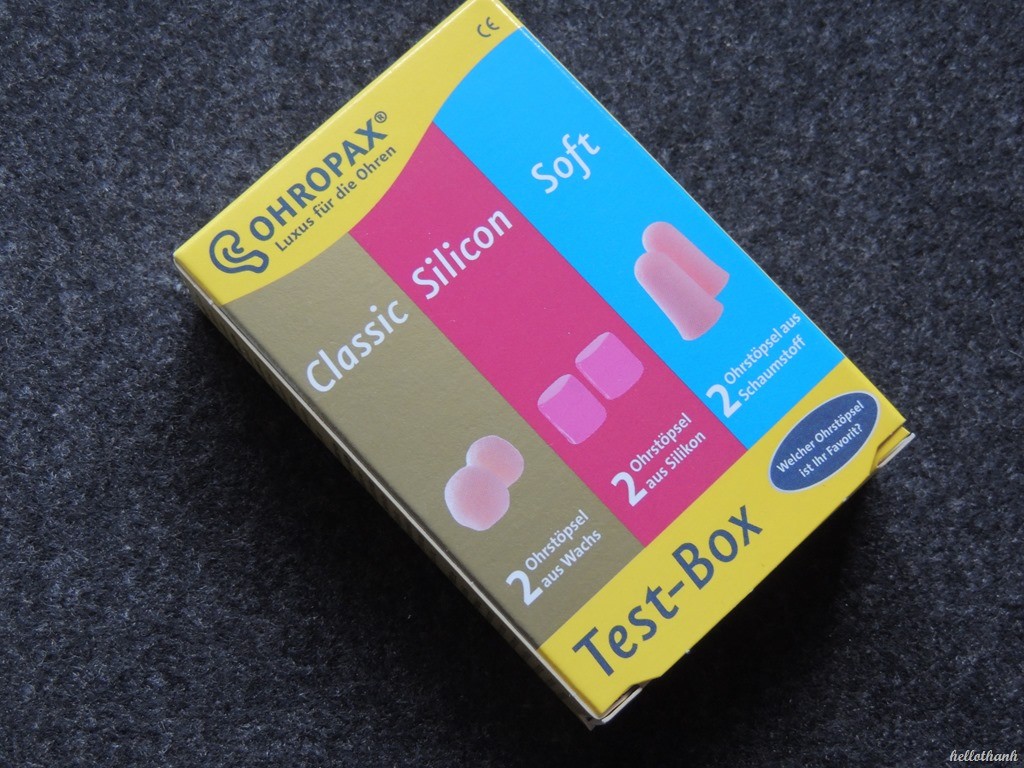 CE
OHROPAX®
Luxus für die Ohren
Classic
2 Ohrstöpsel
aus Wachs
Silicon
2 Ohrstöpsel
aus Silikon
Soft
2 Ohrstöpsel aus
Schaumstoff
Welcher Ohrstöpsel
ist Ihr Favorit?
Test-Box
hellothanh